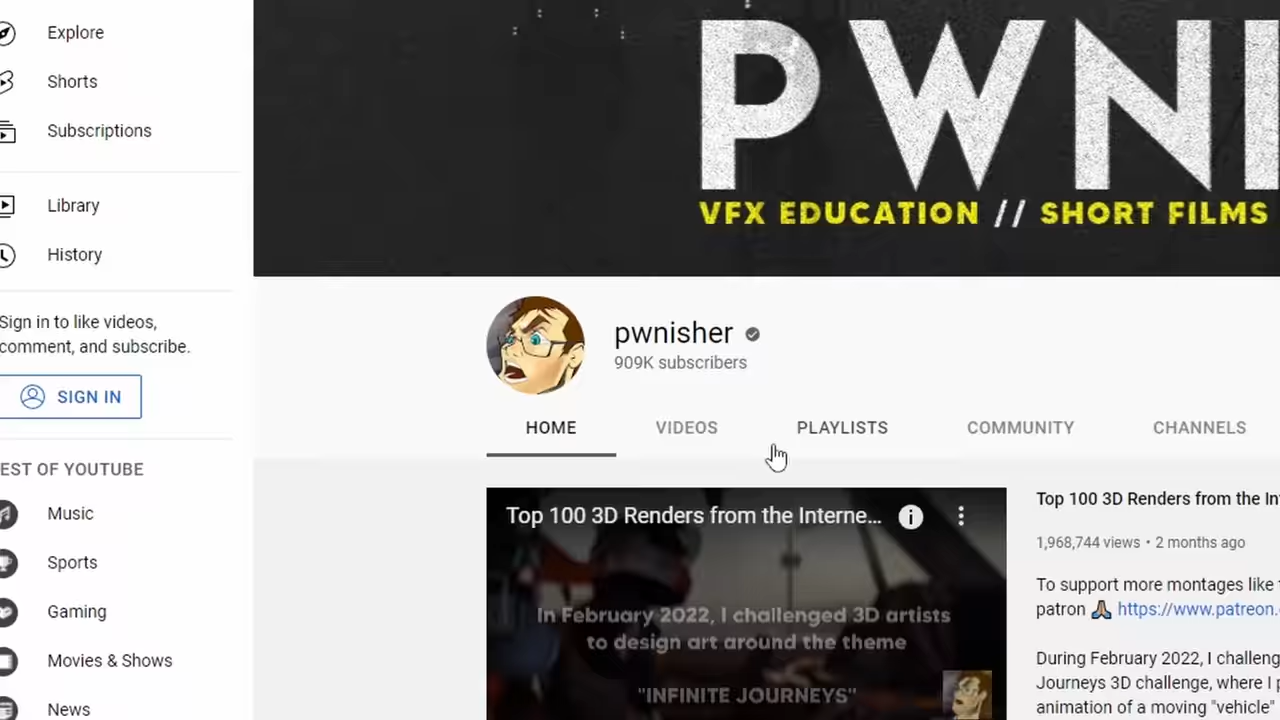 Explore
Shorts
Subscriptions
Library
History
Sign in to like videos,
comment, and subscribe.
SIGN IN
EST OF YOUTUBE
Music
Sports
Gaming
Movies & Shows
News
PWNI
VFX EDUCATION // SHORT FILMS
pwnisher
909K subscribers
HOME VIDEOS PLAYLISTS COMMUNITY CHANNELS
Top 100 3D Renders from the Interne...
In February 2022, I challenged 3D artists
to design art around the theme
"INFINITE JOURNEYS"
Top 100 3D Renders from the In
1,968,744 views • 2 months ago
To support more montages like
patron 🙏 https://www.patreon.
During February 2022, I challeng
Journeys 3D challenge, where I p
animation of a moving "vehicle"